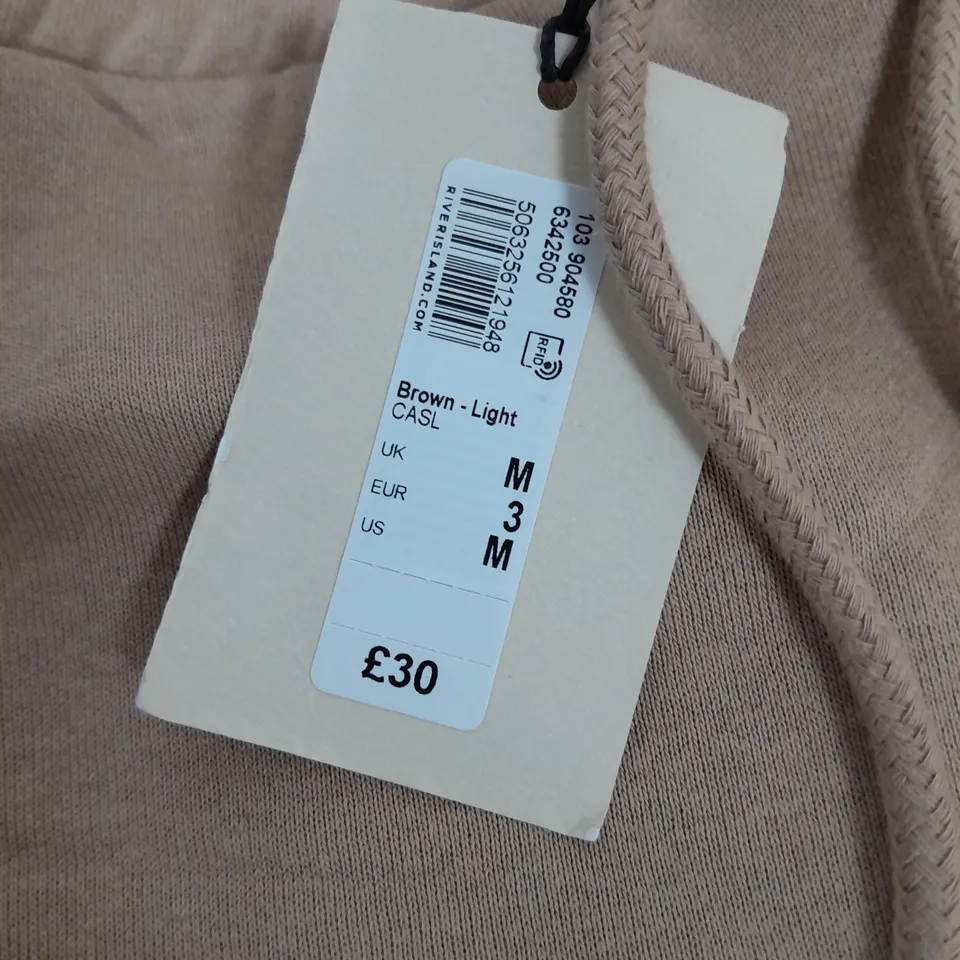 103 904580
6342500
5063256121948
RIVERISLAND.COM
RFID
Brown - Light
CASL
UK M
EUR 3
US M
£30